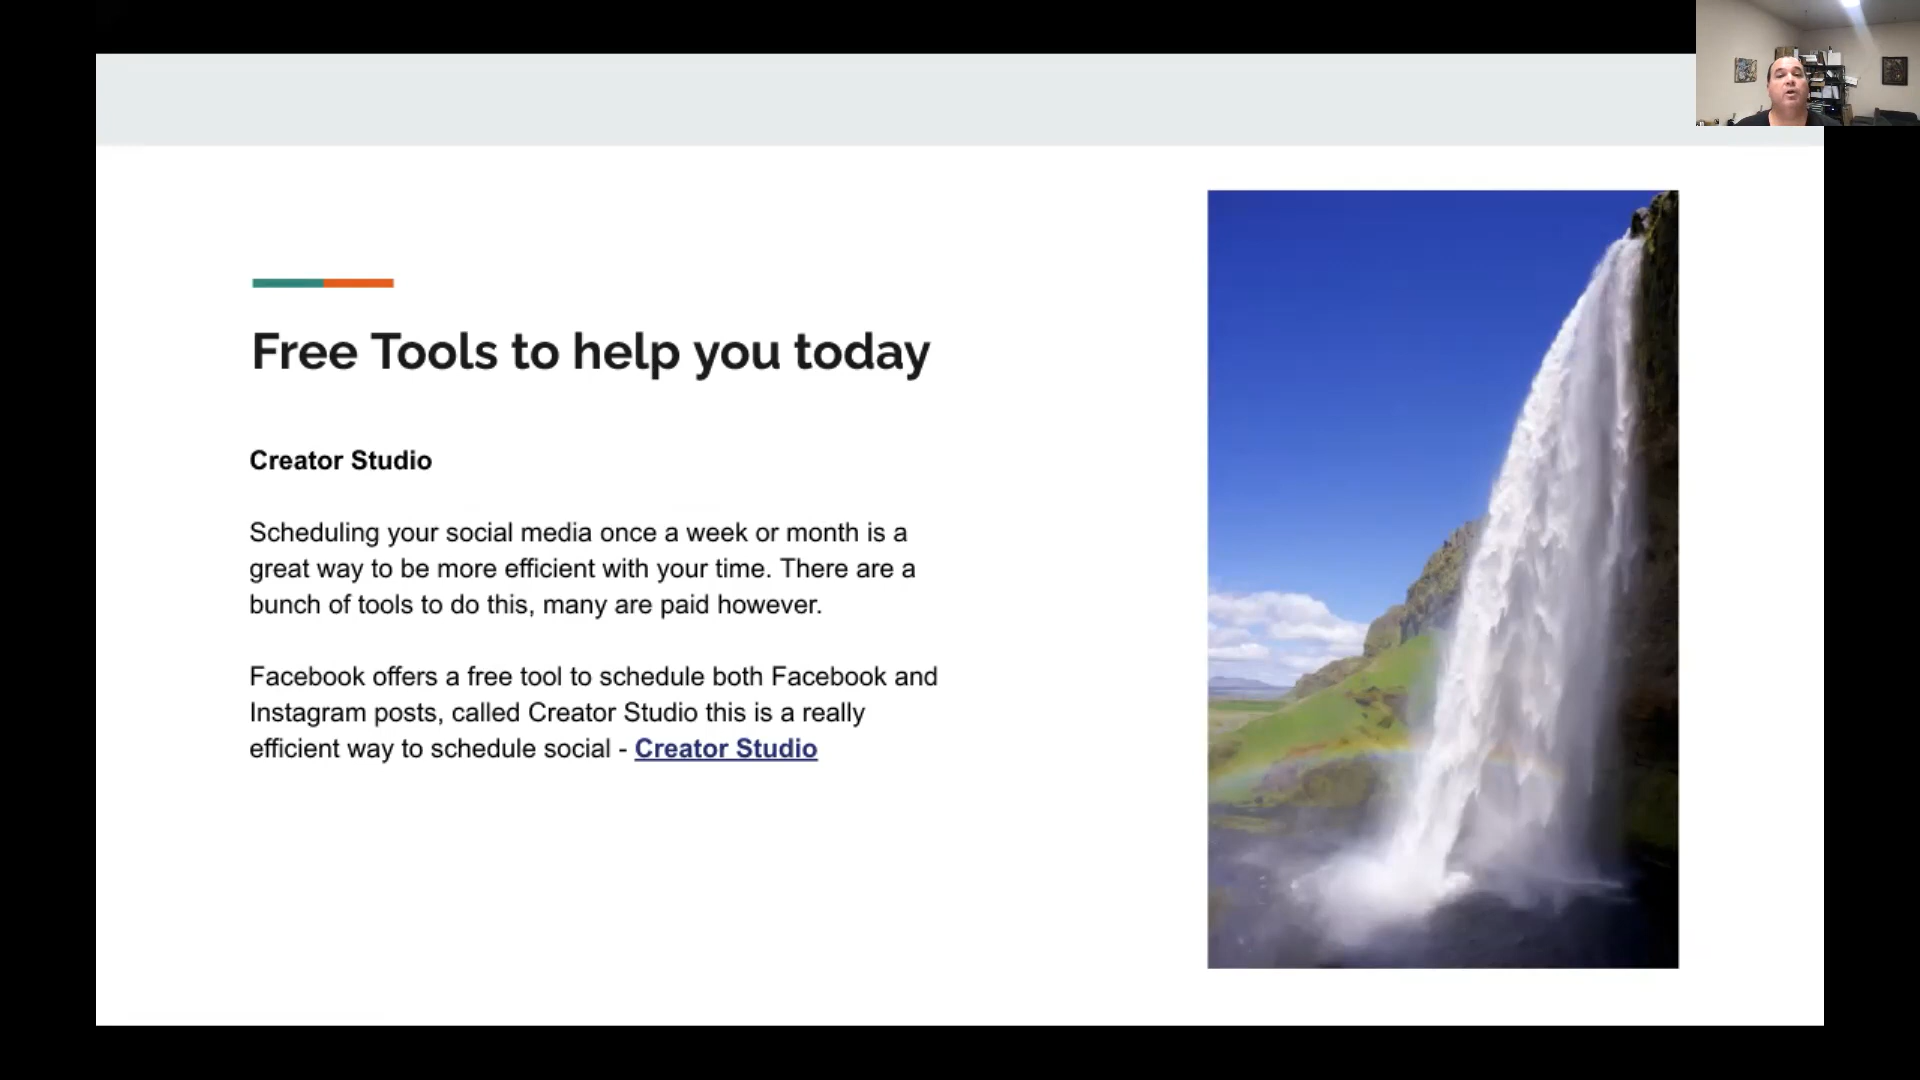 Free Tools to help you today
Creator Studio
Scheduling your social media once a week or month is a
great way to be more efficient with your time. There are a
bunch of tools to do this, many are paid however.
Facebook offers a free tool to schedule both Facebook and
Instagram posts, called Creator Studio this is a really
efficient way to schedule social - Creator Studio